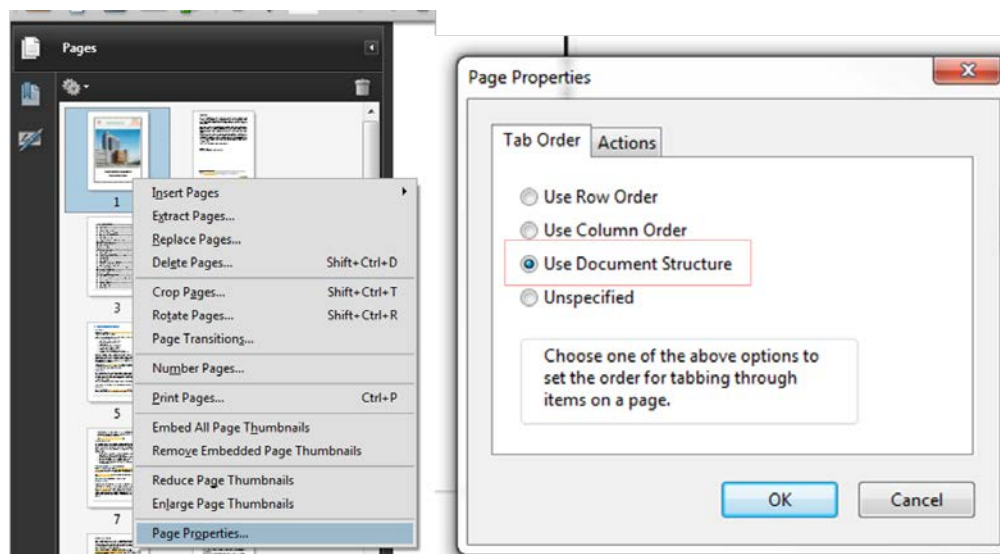 Pages
1
3
5
7
Insert Pages
Extract Pages...
Replace Pages...
Delete Pages... Shift+Ctrl+D
Crop Pages... Shift+Ctrl+T
Rotate Pages... Shift+Ctrl+R
Page Transitions...
Number Pages...
Print Pages... Ctrl+P
Embed All Page Thumbnails
Remove Embedded Page Thumbnails
Reduce Page Thumbnails
Enlarge Page Thumbnails
Page Properties...
Page Properties
Tab Order Actions
Use Row Order
Use Column Order
Use Document Structure
Unspecified
Choose one of the above options to
set the order for tabbing through
items on a page.
OK Cancel